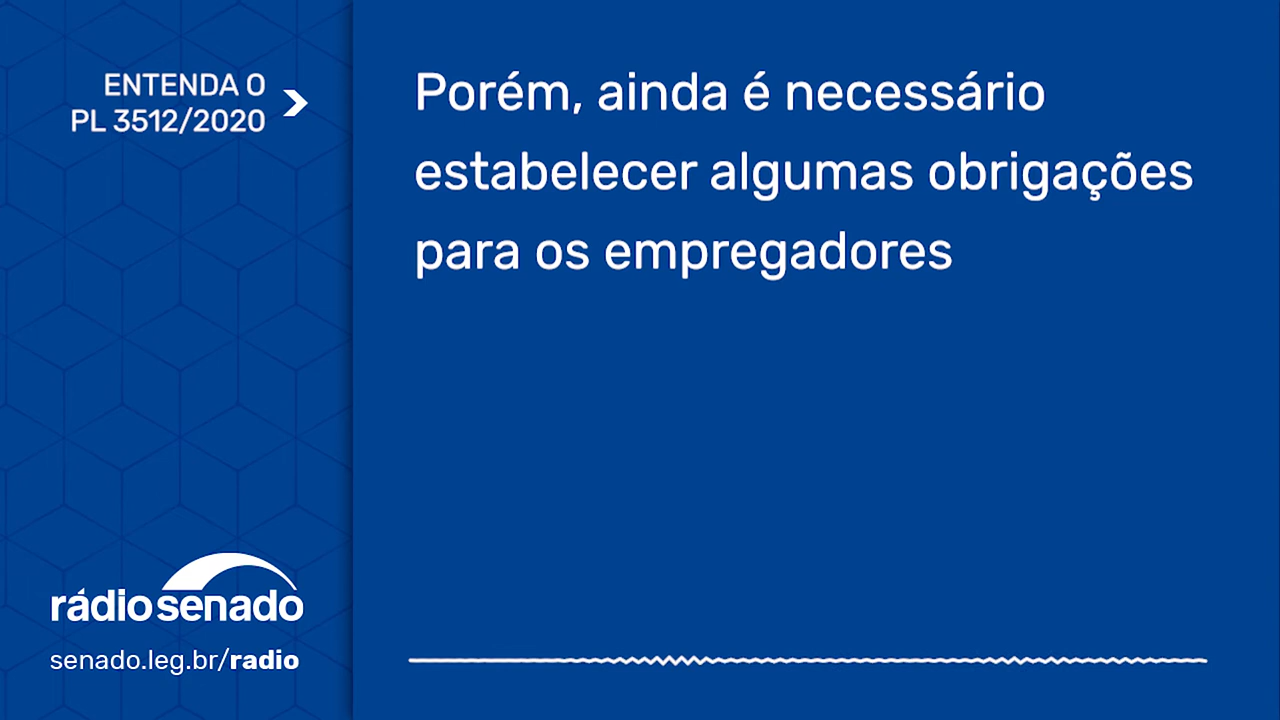 ENTENDA O
PL 3512/2020
Porém, ainda é necessário
estabelecer algumas obrigações
para os empregadores
rádio senado
senado.leg.br/radio